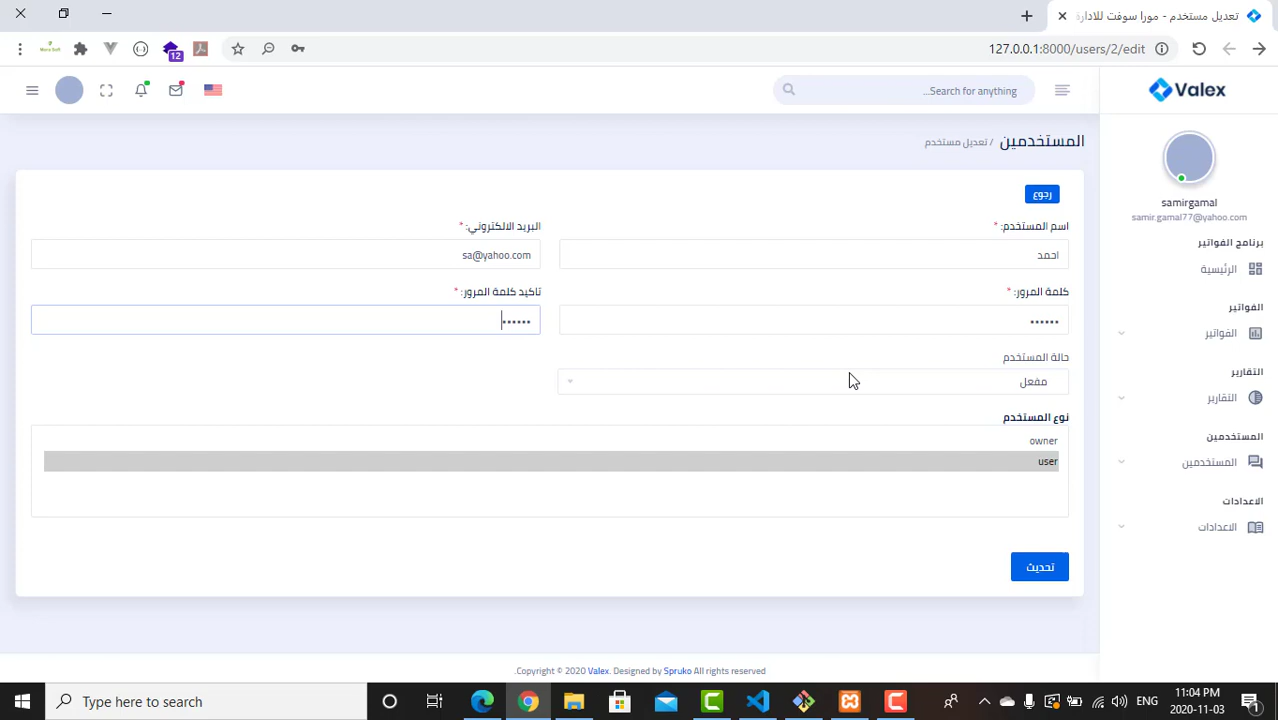 تعديل مستخدم - مورا سوفت للادارة
127.0.0.1:8000/users/2/edit
12
Search for anything...
Valex
samirgamal
samir.gamal77@yahoo.com
برنامج الفواتير
الرئيسية
الفواتير
الفواتير
التقارير
التقارير
المستخدمين
المستخدمين
الاعدادات
الاعدادات
المستخدمين / تعديل مستخدم
رجوع
اسم المستخدم: *
احمد
البريد الالكتروني: *
sa@yahoo.com
كلمة المرور: *
••••••
تاكيد كلمة المرور: *
••••••
حالة المستخدم
مفعل
نوع المستخدم
owner
user
تحديث
Copyright © 2020 Valex. Designed by Spruko All rights reserved.
Type here to search
ENG
11:04 PM
2020-11-03
1